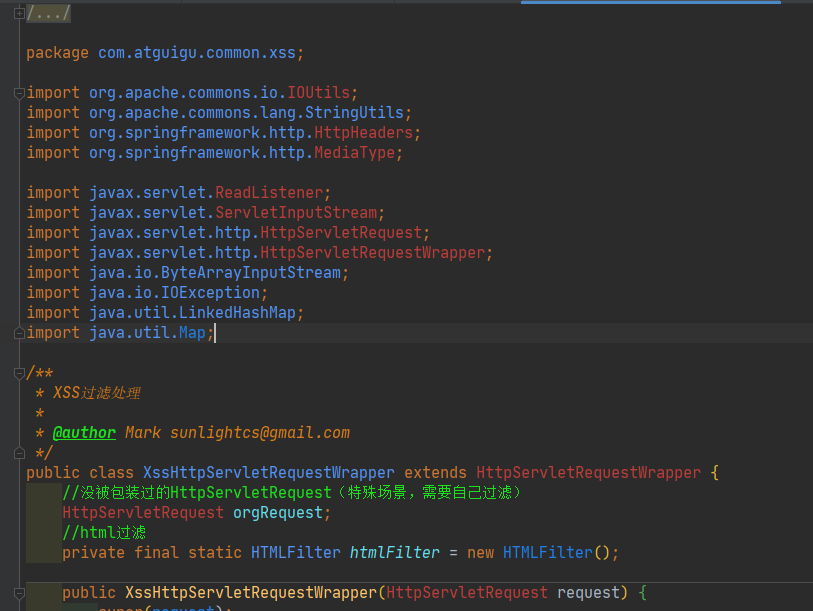 /.../
package com.atguigu.common.xss;
import org.apache.commons.io.IOUtils;
import org.apache.commons.lang.StringUtils;
import org.springframework.http.HttpHeaders;
import org.springframework.http.MediaType;
import javax.servlet.ReadListener;
import javax.servlet.ServletInputStream;
import javax.servlet.http.HttpServletRequest;
import javax.servlet.http.HttpServletRequestWrapper;
import java.io.ByteArrayInputStream;
import java.io.IOException;
import java.util.LinkedHashMap;
import java.util.Map;
/**
* XSS过滤处理
*
* @author Mark sunlightcs@gmail.com
*/
public class XssHttpServletRequestWrapper extends HttpServletRequestWrapper {
//没被包装过的HttpServletRequest（特殊场景，需要自己过滤）
HttpServletRequest orgRequest;
//html过滤
private final static HTMLFilter htmlFilter = new HTMLFilter();
public XssHttpServletRequestWrapper(HttpServletRequest request) {
super(request);